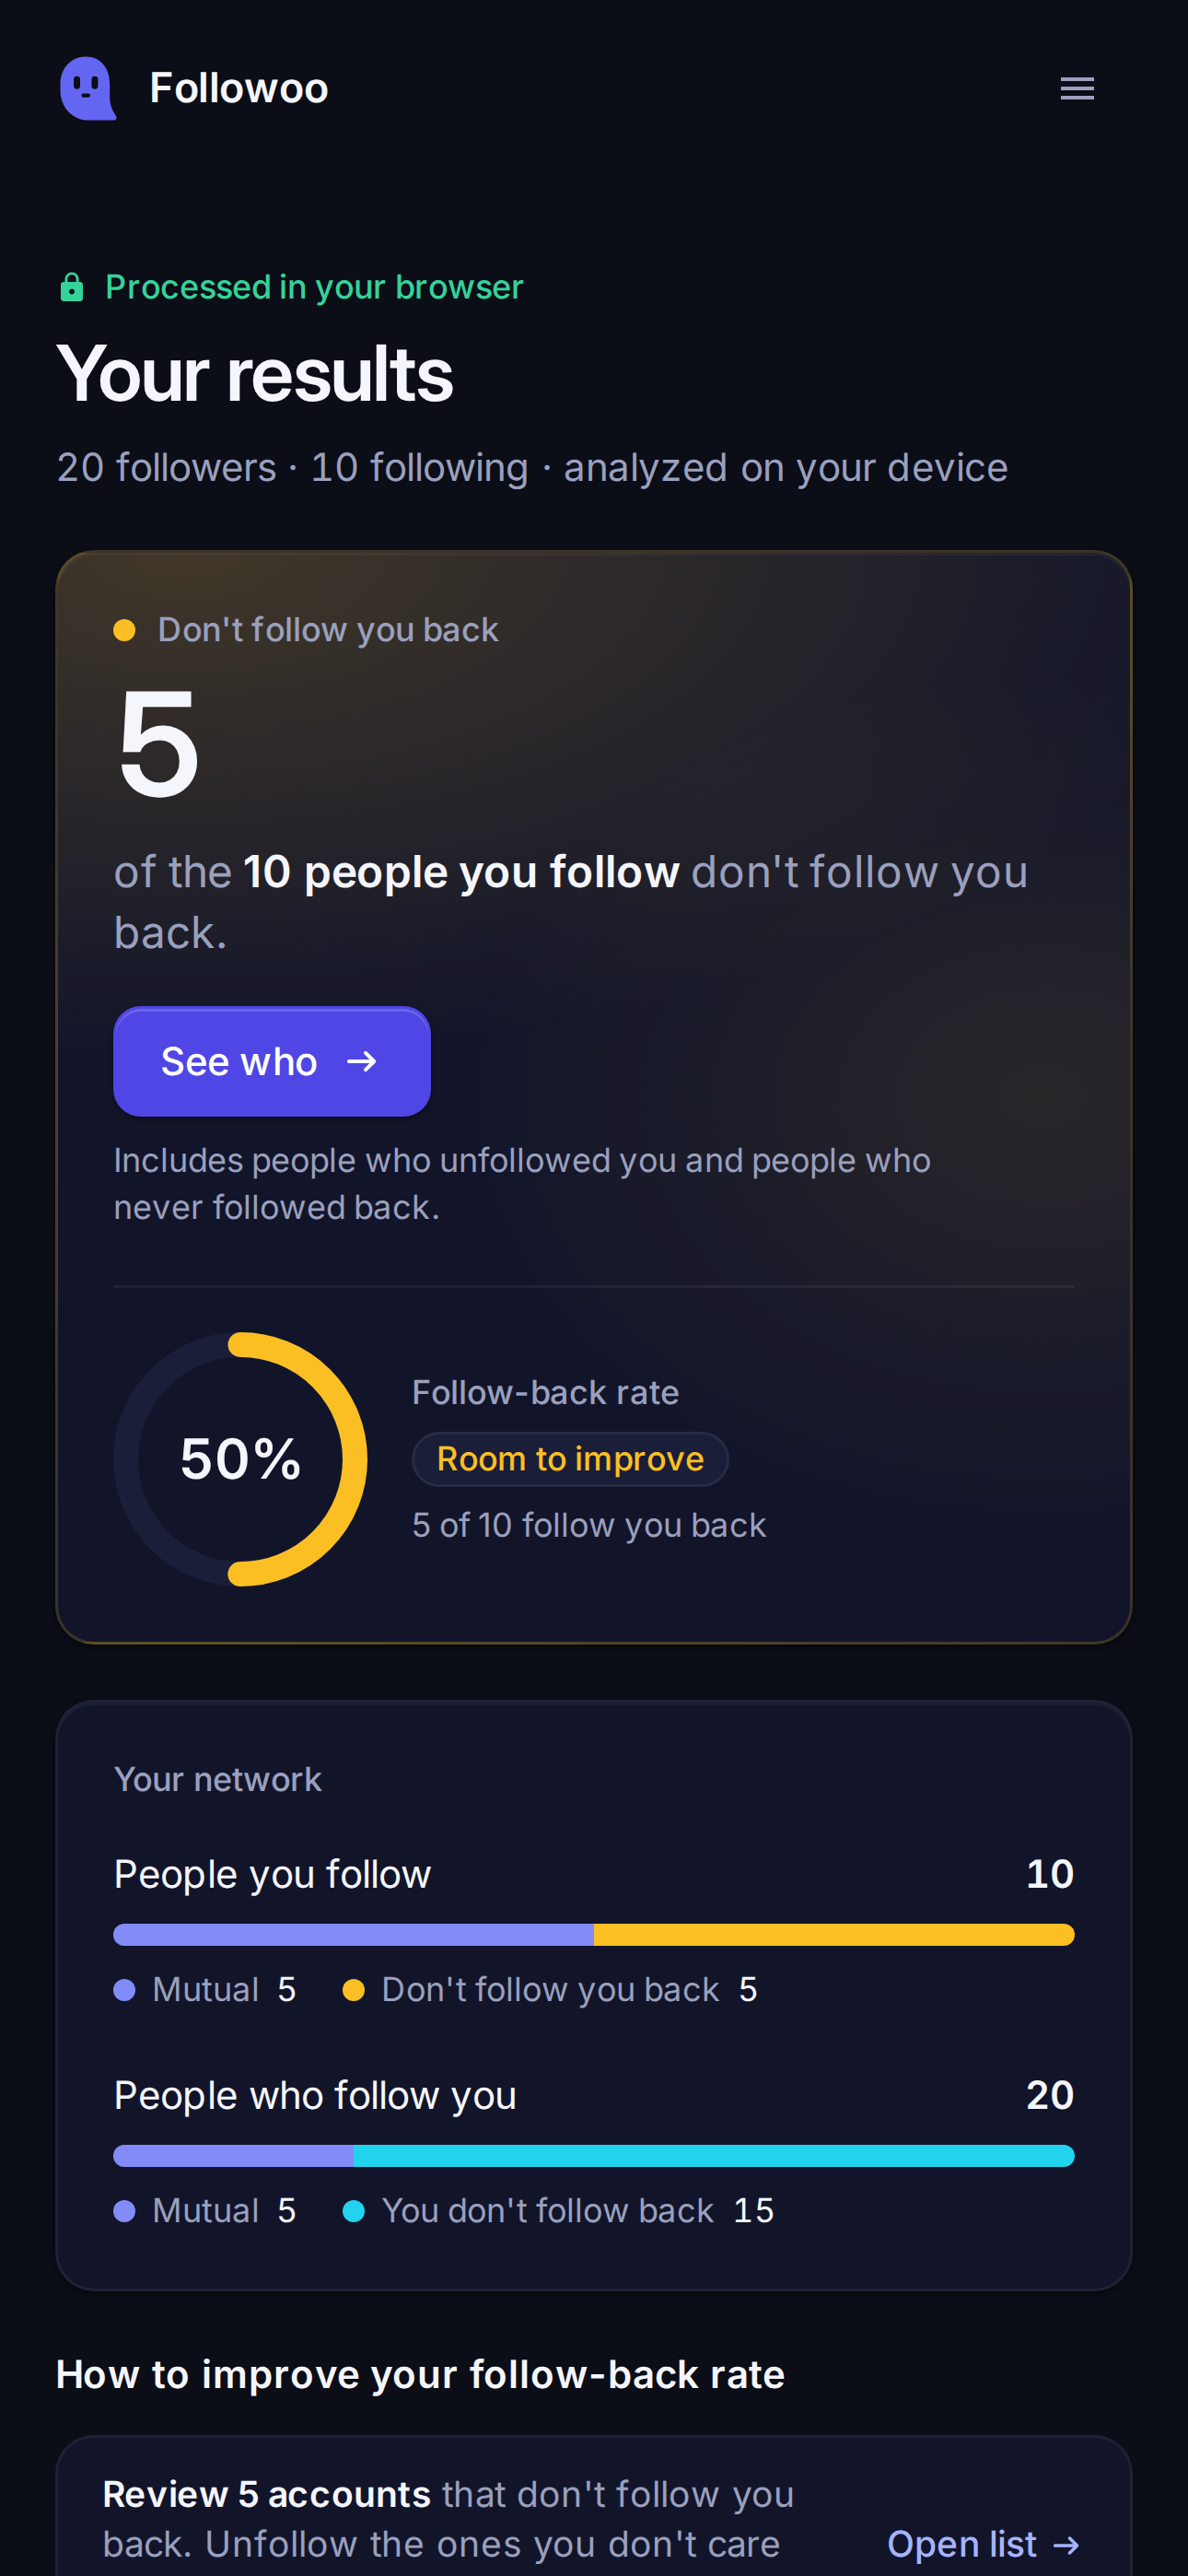 Followoo
Processed in your browser
Your results
20 followers · 10 following · analyzed on your device
Don't follow you back
5
of the 10 people you follow don't follow you
back.
See who →
Includes people who unfollowed you and people who
never followed back.
50%
Follow-back rate
Room to improve
5 of 10 follow you back
Your network
People you follow 10
Mutual 5 Don't follow you back 5
People who follow you 20
Mutual 5 You don't follow back 15
How to improve your follow-back rate
Review 5 accounts that don't follow you
back. Unfollow the ones you don't care
Open list →